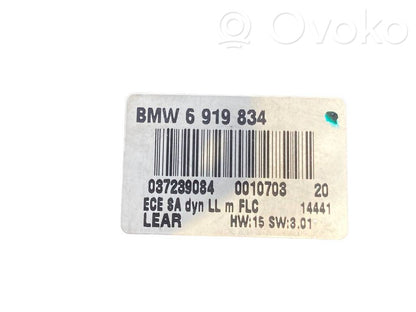 Ovoko
BMW 6 919 834
037239084 0010703 20
ECE SA dyn LL m FLC 14441
LEAR HW:15 SW:3.01